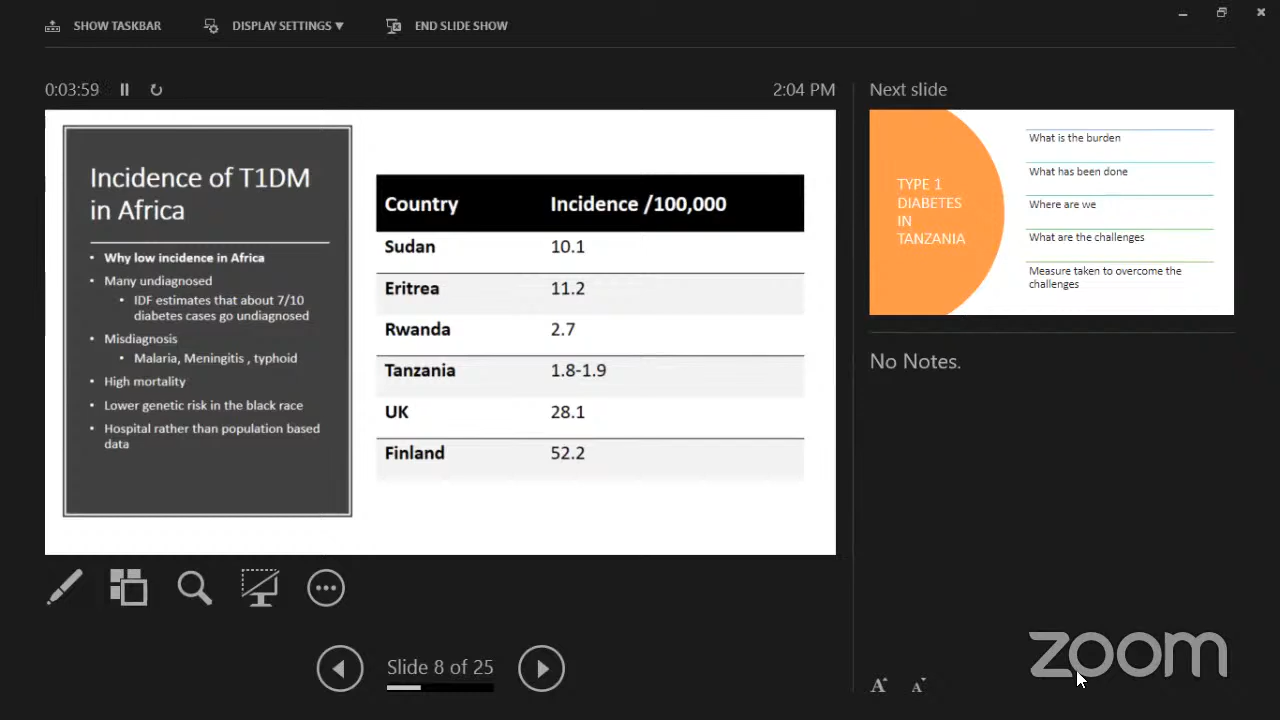 SHOW TASKBAR DISPLAY SETTINGS ▼ END SLIDE SHOW
0:03:59 2:04 PM
Incidence of T1DM
in Africa
• Why low incidence in Africa
• Many undiagnosed
• IDF estimates that about 7/10
diabetes cases go undiagnosed
• Misdiagnosis
• Malaria, Meningitis , typhoid
• High mortality
• Lower genetic risk in the black race
• Hospital rather than population based
data
Country Incidence /100,000
Sudan 10.1
Eritrea 11.2
Rwanda 2.7
Tanzania 1.8-1.9
UK 28.1
Finland 52.2
Next slide
TYPE 1
DIABETES
IN
TANZANIA
What is the burden
What has been done
Where are we
What are the challenges
Measure taken to overcome the
challenges
No Notes.
Slide 8 of 25
A A
zoom